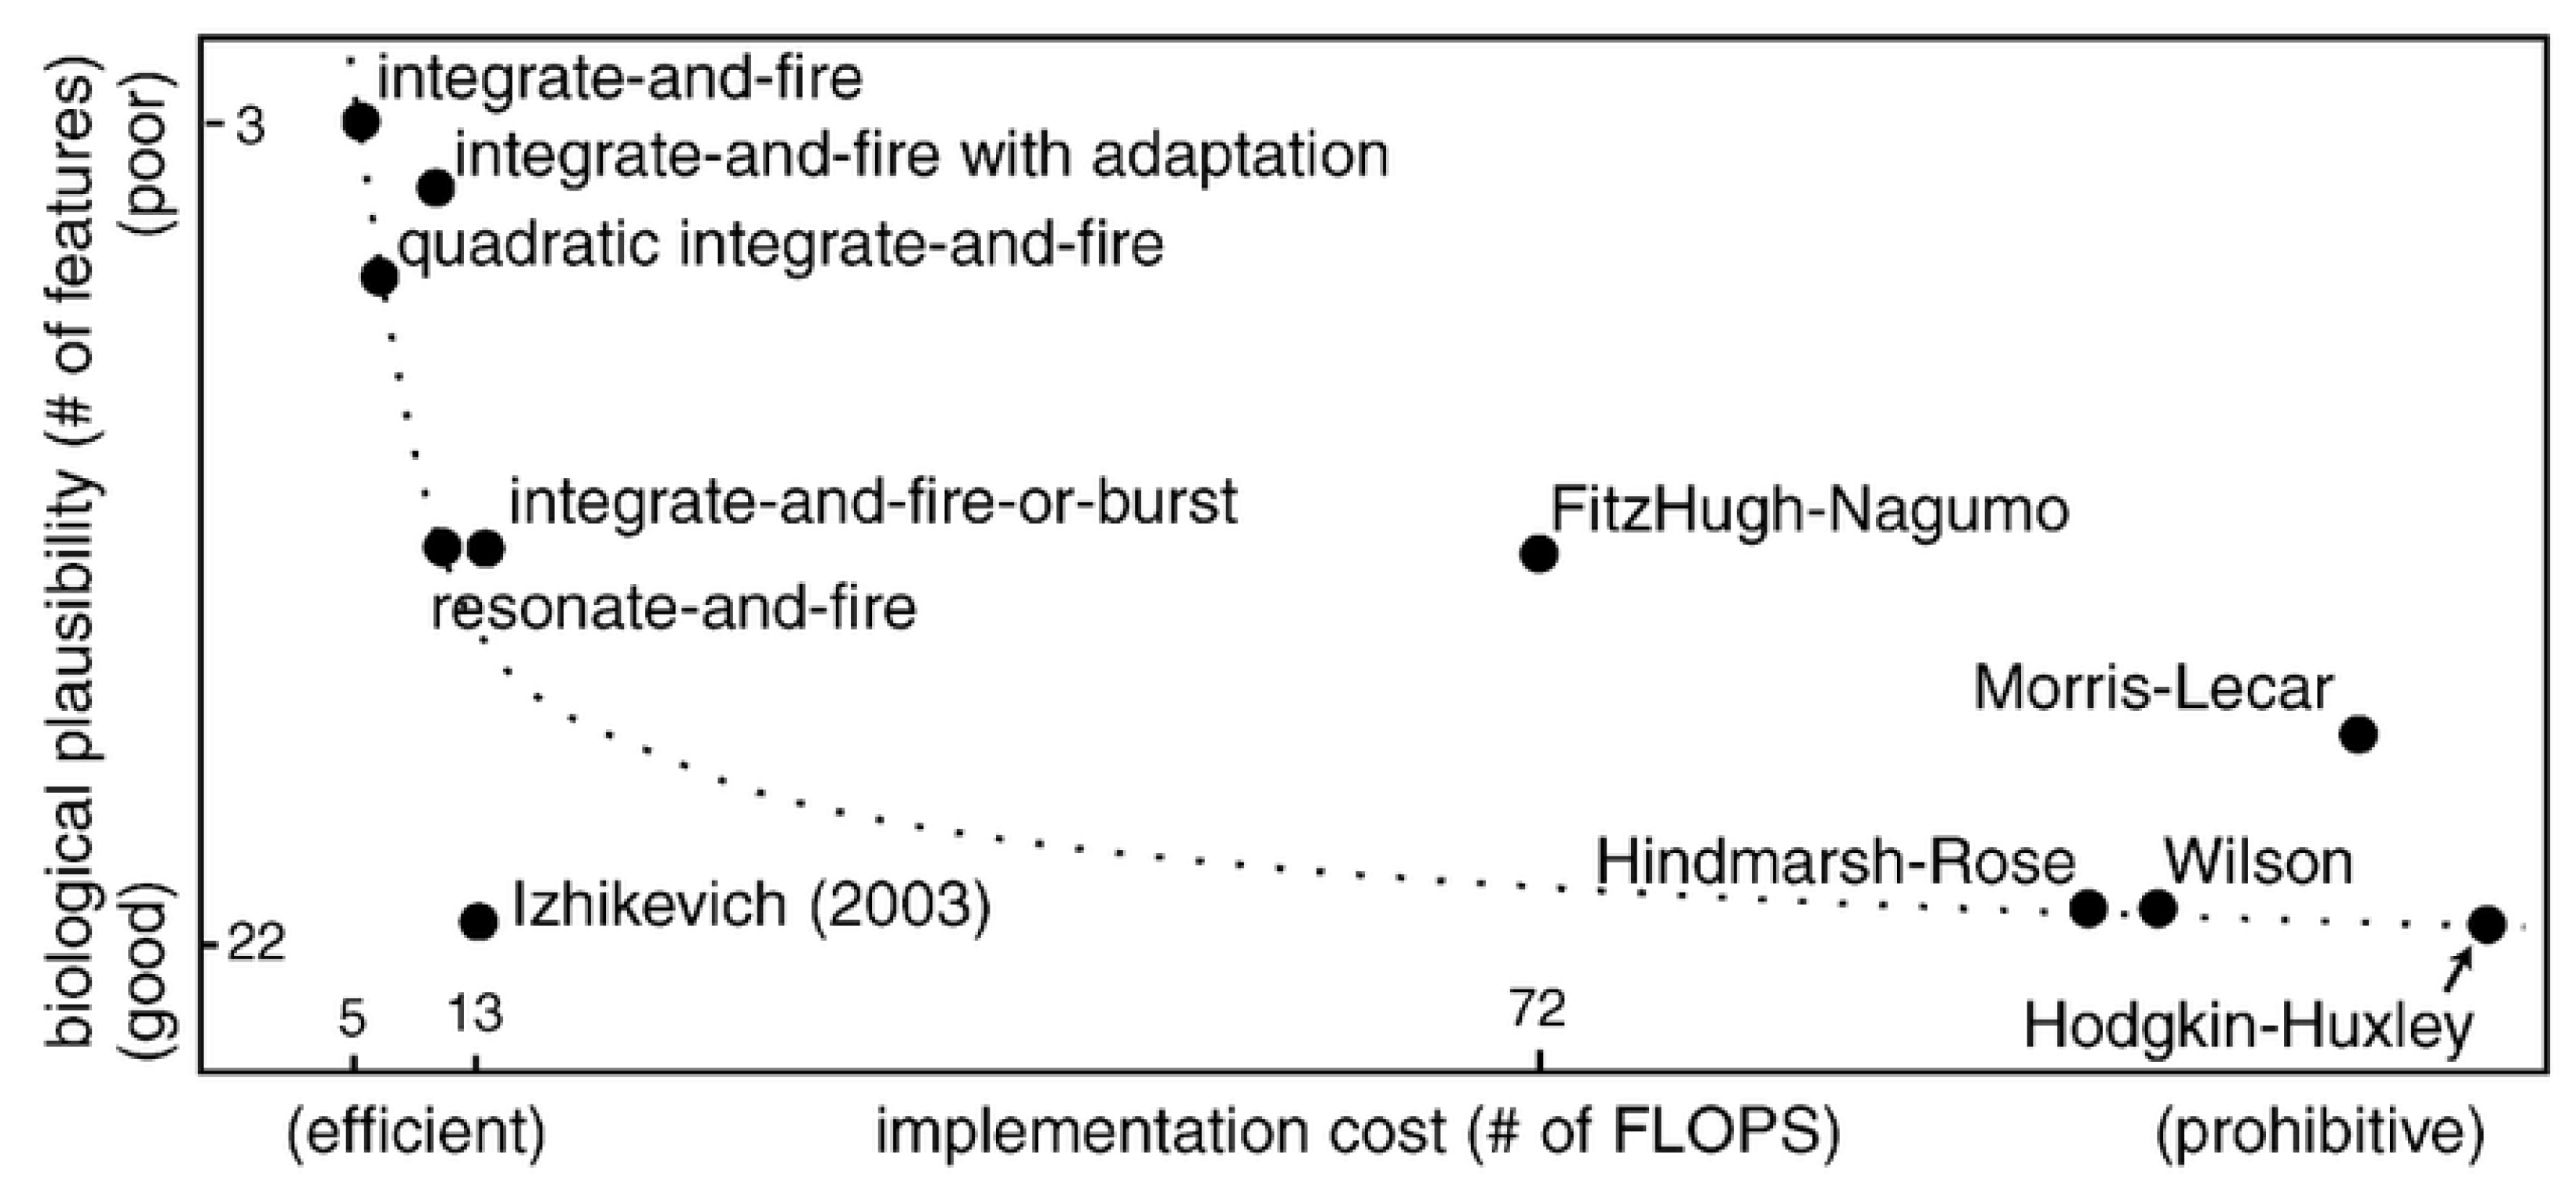 biological plausibility (# of features)
(poor)
(good)
3
22
integrate-and-fire
integrate-and-fire with adaptation
quadratic integrate-and-fire
integrate-and-fire-or-burst
resonate-and-fire
FitzHugh-Nagumo
Morris-Lecar
Hindmarsh-Rose
Wilson
Izhikevich (2003)
Hodgkin-Huxley
5
13
72
(efficient)
implementation cost (# of FLOPS)
(prohibitive)